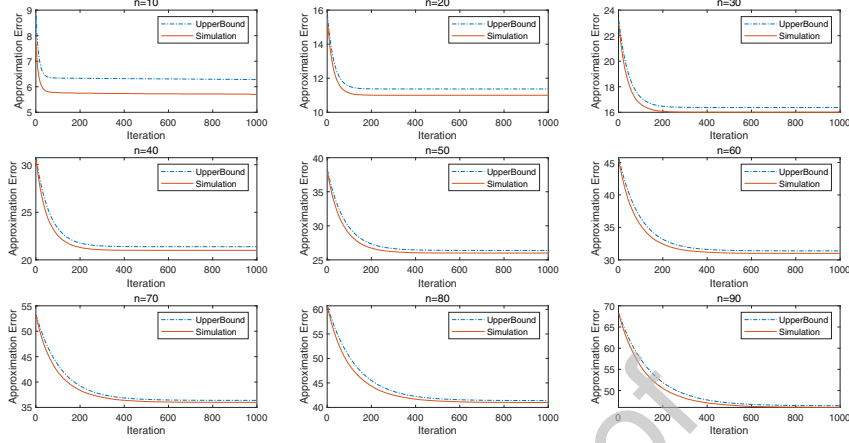 n=10
9
8
7
6
5
0 200 400 600 800 1000
Approximation Error
Iteration
UpperBound
Simulation
n=20
16
14
12
10
0 200 400 600 800 1000
Approximation Error
Iteration
UpperBound
Simulation
n=30
24
22
20
18
16
0 200 400 600 800 1000
Approximation Error
Iteration
UpperBound
Simulation
n=40
30
25
20
0 200 400 600 800 1000
Approximation Error
Iteration
UpperBound
Simulation
n=50
40
35
30
25
0 200 400 600 800 1000
Approximation Error
Iteration
UpperBound
Simulation
n=60
45
40
35
30
0 200 400 600 800 1000
Approximation Error
Iteration
UpperBound
Simulation
n=70
55
50
45
40
35
0 200 400 600 800 1000
Approximation Error
Iteration
UpperBound
Simulation
n=80
60
55
50
45
40
0 200 400 600 800 1000
Approximation Error
Iteration
UpperBound
Simulation
n=90
70
65
60
55
50
0 200 400 600 800 1000
Approximation Error
Iteration
UpperBound
Simulation
of